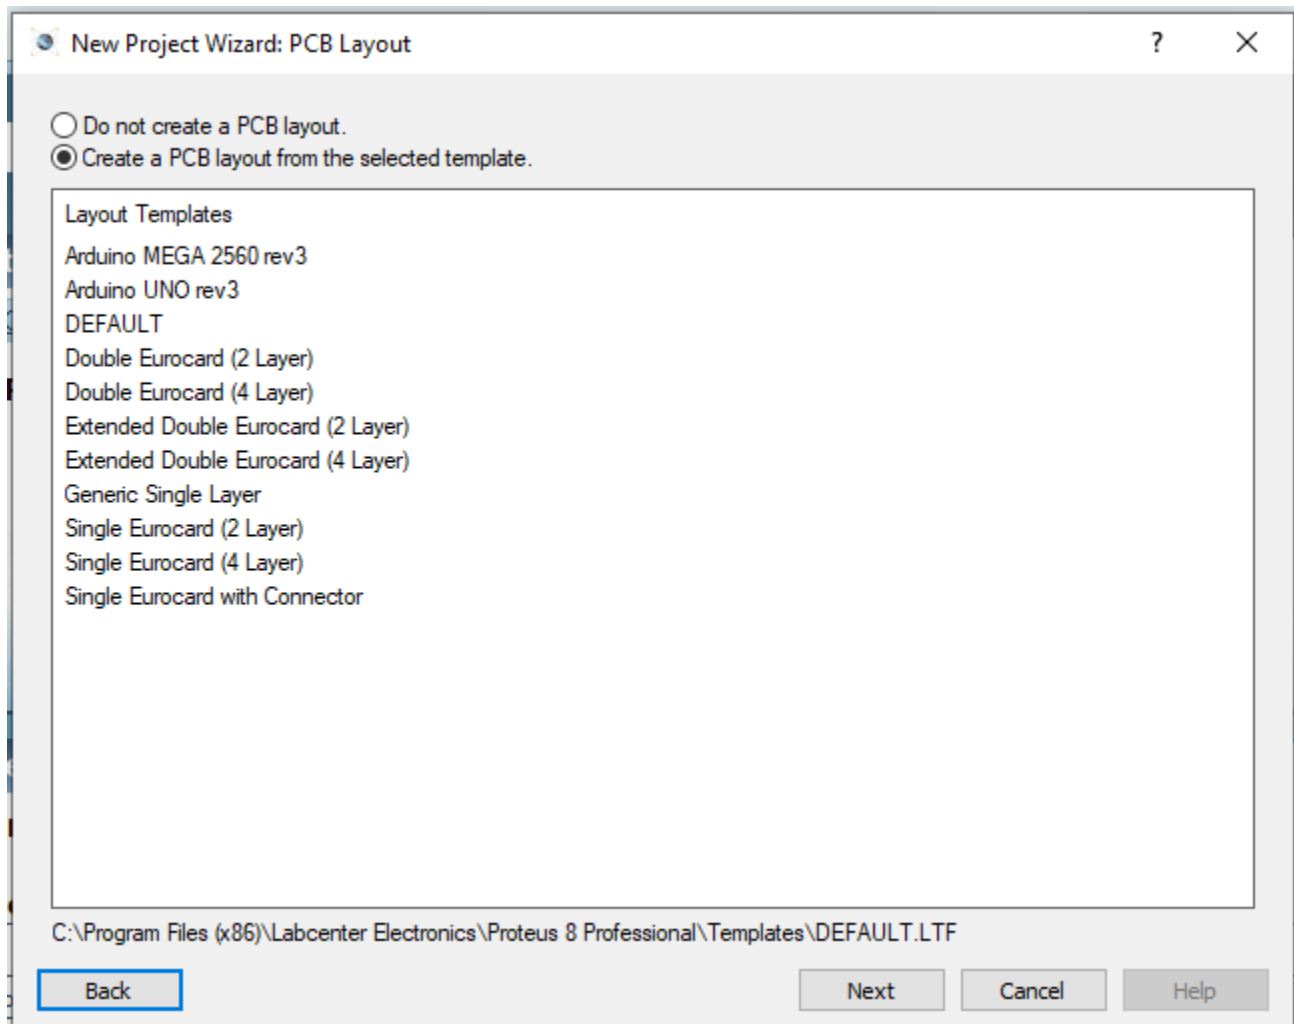 New Project Wizard: PCB Layout ? ×
Do not create a PCB layout.
Create a PCB layout from the selected template.
Layout Templates
Arduino MEGA 2560 rev3
Arduino UNO rev3
DEFAULT
Double Eurocard (2 Layer)
Double Eurocard (4 Layer)
Extended Double Eurocard (2 Layer)
Extended Double Eurocard (4 Layer)
Generic Single Layer
Single Eurocard (2 Layer)
Single Eurocard (4 Layer)
Single Eurocard with Connector
C:\Program Files (x86)\Labcenter Electronics\Proteus 8 Professional\Templates\DEFAULT.LTF
Back Next Cancel Help